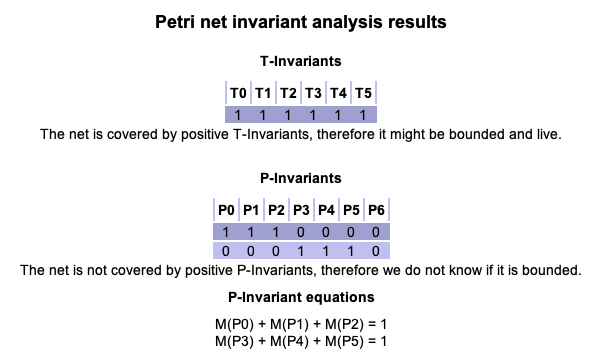 Petri net invariant analysis results
T-Invariants
T0 T1 T2 T3 T4 T5
1 1 1 1 1 1
The net is covered by positive T-Invariants, therefore it might be bounded and live.
P-Invariants
P0 P1 P2 P3 P4 P5 P6
1 1 1 0 0 0 0
0 0 0 1 1 1 0
The net is not covered by positive P-Invariants, therefore we do not know if it is bounded.
P-Invariant equations
M(P0) + M(P1) + M(P2) = 1
M(P3) + M(P4) + M(P5) = 1